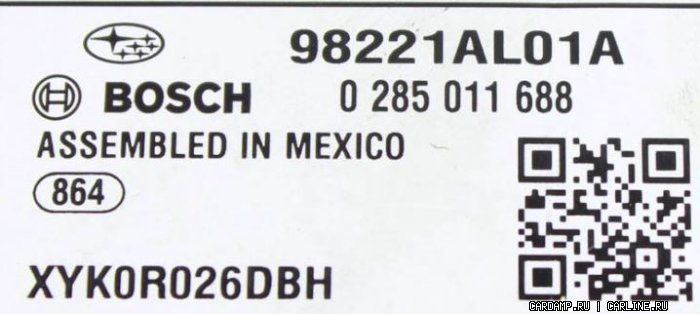 98221AL01A
BOSCH 0 285 011 688
ASSEMBLED IN MEXICO
864
XYK0R026DBH
CARDAMP.RU | CARLINE.RU